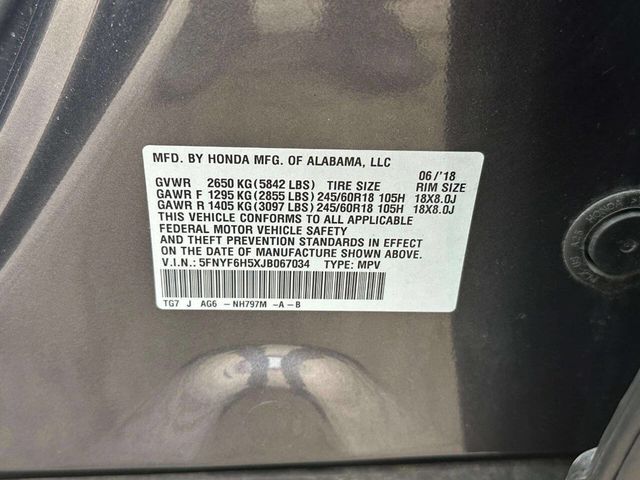 MFD. BY HONDA MFG. OF ALABAMA, LLC 06/'18
GVWR 2650 KG (5842 LBS) TIRE SIZE RIM SIZE
GAWR F 1295 KG (2855 LBS) 245/60R18 105H 18X8.0J
GAWR R 1405 KG (3097 LBS) 245/60R18 105H 18X8.0J
THIS VEHICLE CONFORMS TO ALL APPLICABLE
FEDERAL MOTOR VEHICLE SAFETY
AND THEFT PREVENTION STANDARDS IN EFFECT
ON THE DATE OF MANUFACTURE SHOWN ABOVE.
V.I.N.: 5FNYF6H5XJB067034 TYPE: MPV
TG7 J AG6 -NH797M -A-B